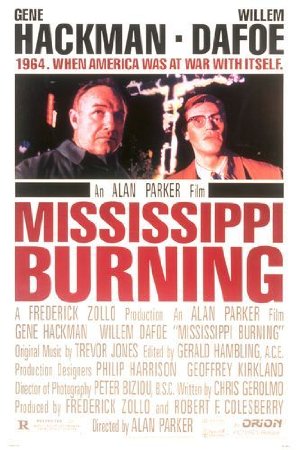 GENE WILLEM
HACKMAN · DAFOE
1964. WHEN AMERICA WAS AT WAR WITH ITSELF.
An ALAN PARKER Film
MISSISSIPPI
BURNING
A FREDERICK ZOLLO Production An ALAN PARKER Film
GENE HACKMAN WILLEM DAFOE "MISSISSIPPI BURNING"
Original Music by TREVOR JONES Edited by GERALD HAMBLING, A.C.E.
Production Designers PHILIP HARRISON GEOFFREY KIRKLAND
Director of Photography PETER BIZIOU, B.S.C. Written by CHRIS GEROLMO
Produced by FREDERICK ZOLLO and ROBERT F. COLESBERRY
Directed by ALAN PARKER
R RESTRICTED
ORION